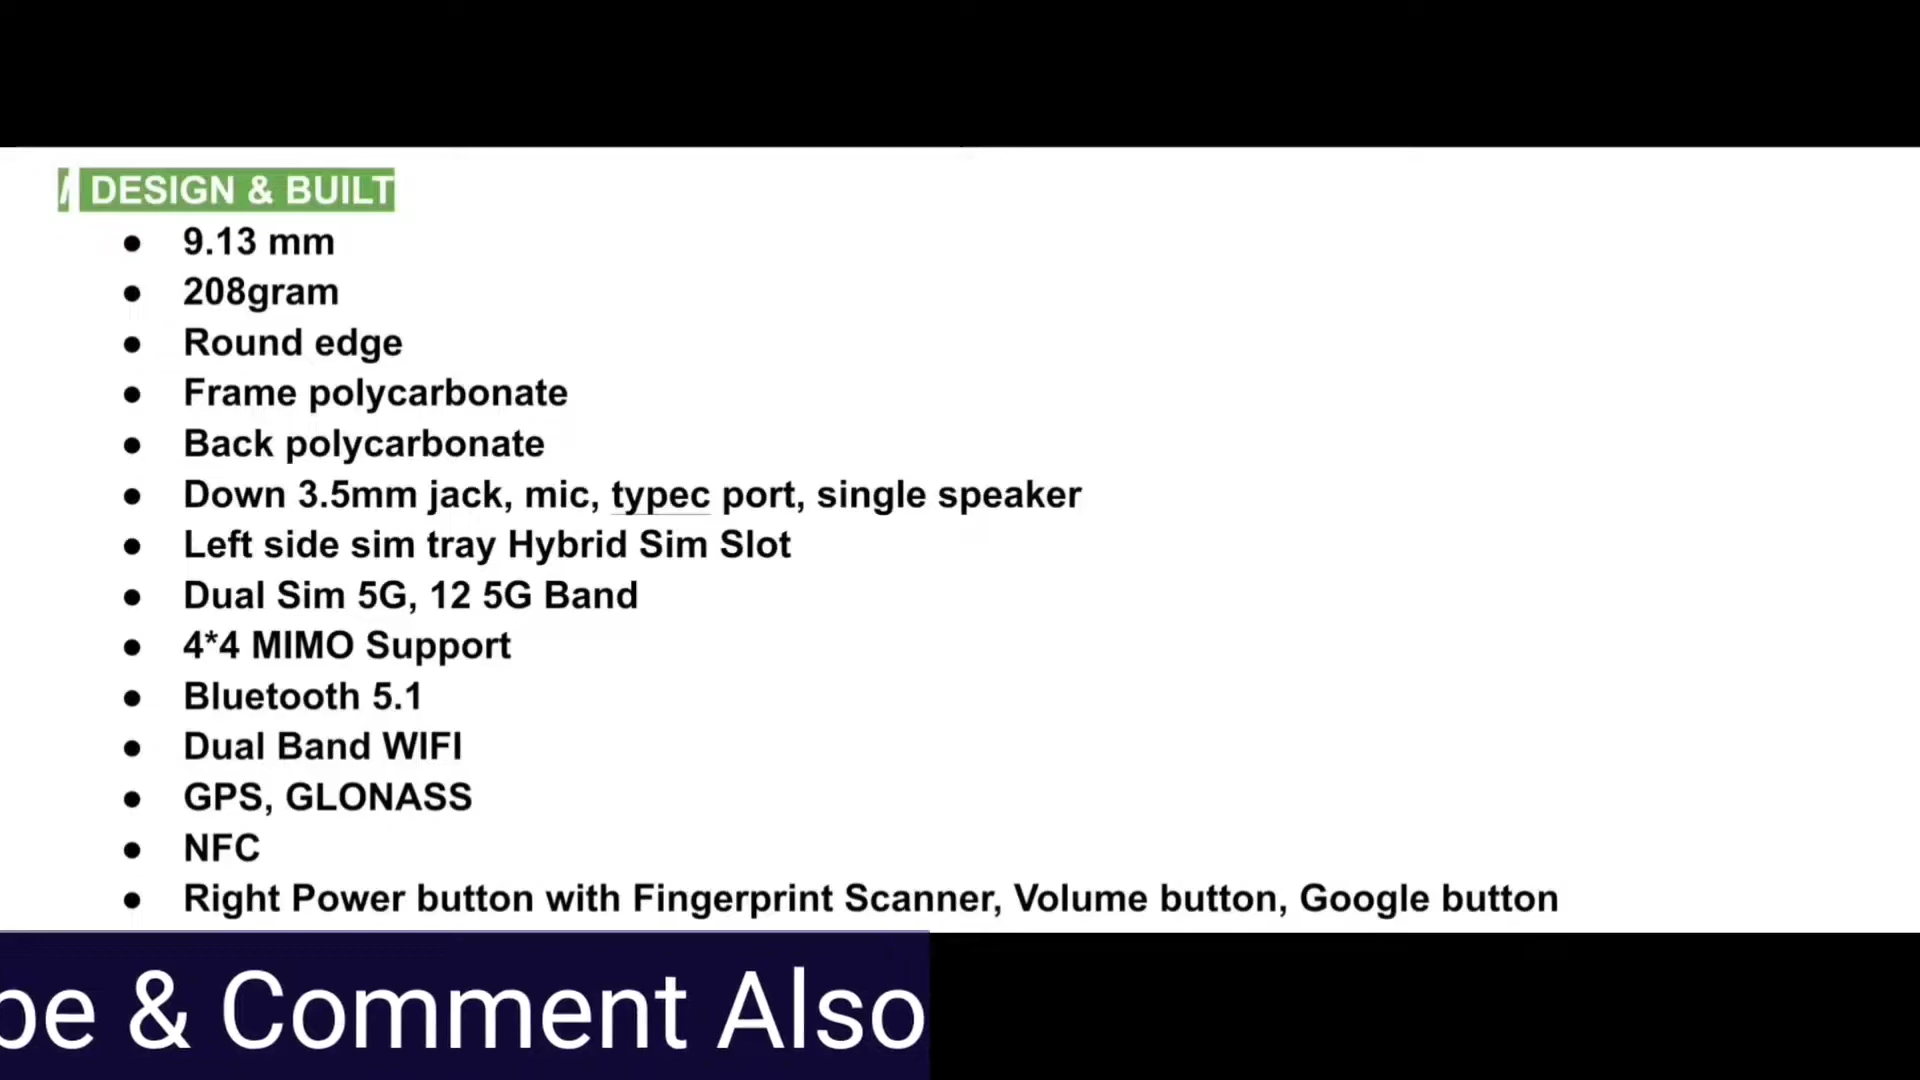 DESIGN & BUILT
● 9.13 mm
● 208gram
● Round edge
● Frame polycarbonate
● Back polycarbonate
● Down 3.5mm jack, mic, typec port, single speaker
● Left side sim tray Hybrid Sim Slot
● Dual Sim 5G, 12 5G Band
● 4*4 MIMO Support
● Bluetooth 5.1
● Dual Band WIFI
● GPS, GLONASS
● NFC
● Right Power button with Fingerprint Scanner, Volume button, Google button
be & Comment Also